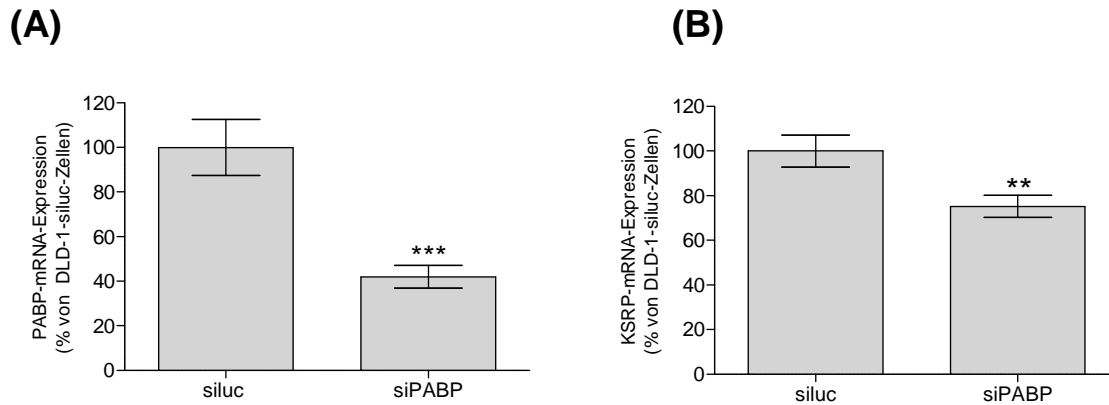 (A)
PABP-mRNA-Expression
(% von DLD-1-siluc-Zellen)
120
100
80
60
40
20
0
***
siluc
siPABP
(B)
KSRP-mRNA-Expression
(% von DLD-1-siluc-Zellen)
120
100
80
60
40
20
0
**
siluc
siPABP